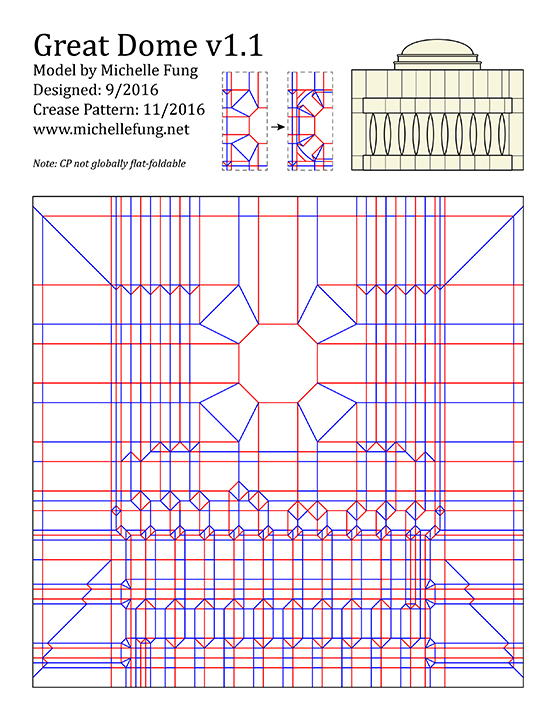 Great Dome v1.1
Model by Michelle Fung
Designed: 9/2016
Crease Pattern: 11/2016
www.michellefung.net
Note: CP not globally flat-foldable